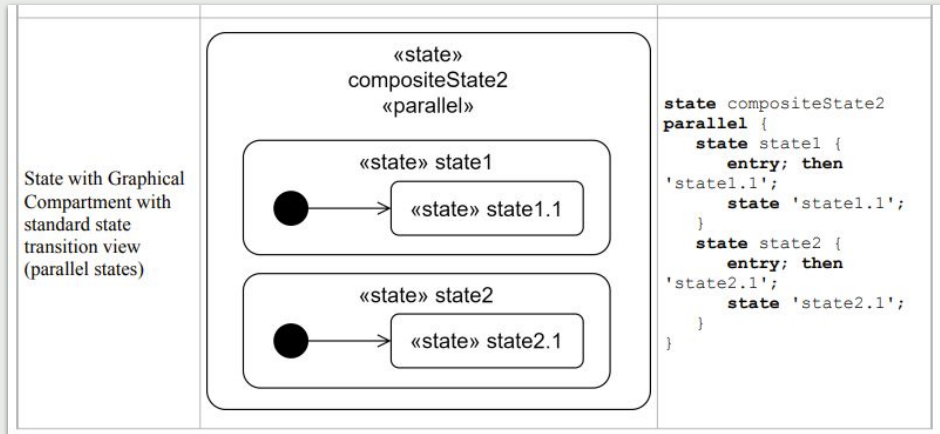 State with Graphical
Compartment with
standard state
transition view
(parallel states)
«state»
compositeState2
«parallel»
«state» state1
«state» state1.1
«state» state2
«state» state2.1
state compositeState2
parallel {
state state1 {
entry; then
'state1.1';
state 'state1.1';
}
state state2 {
entry; then
'state2.1';
state 'state2.1';
}
}